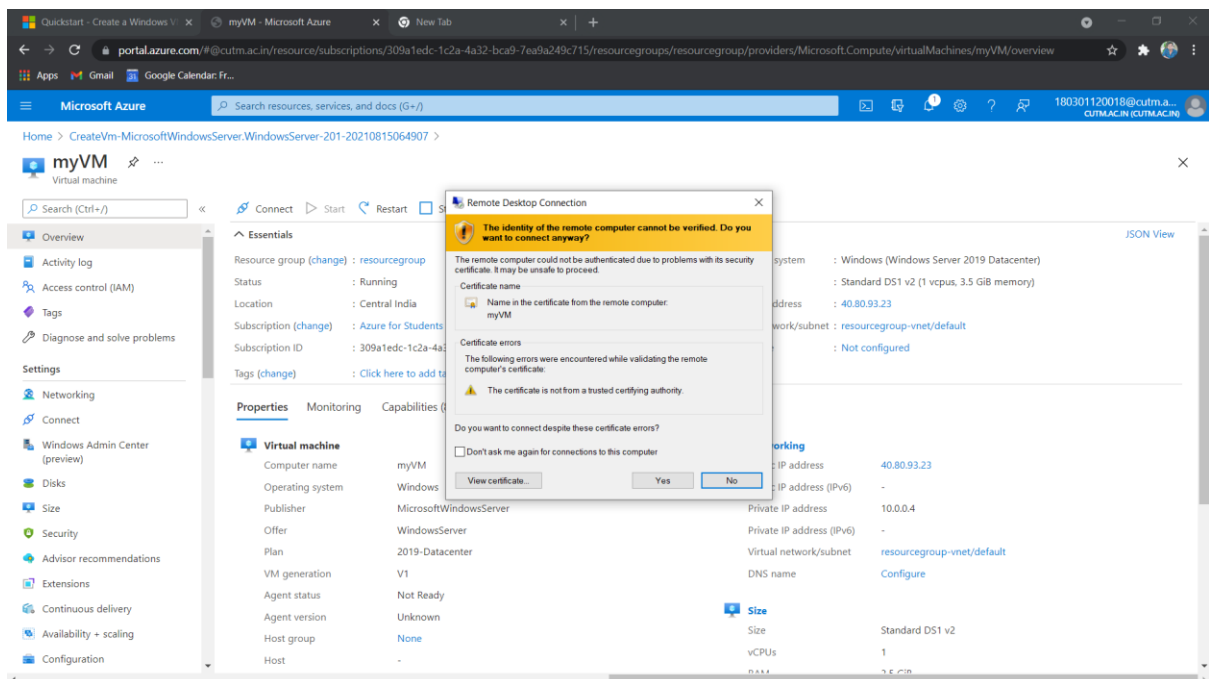 Quickstart - Create a Windows V
myVM - Microsoft Azure
New Tab
portal.azure.com/#@cutm.ac.in/resource/subscriptions/309a1edc-1c2a-4a32-bca9-7ea9a249c715/resourcegroups/resourcegroup/providers/Microsoft.Compute/virtualMachines/myVM/overview
Apps Gmail 31 Google Calendar: Fr...
Microsoft Azure
Search resources, services, and docs (G+/)
1
180301120018@cutm.a...
CUTM.AC.IN (CUTM.AC.IN)
Home > CreateVm-MicrosoftWindowsServer.WindowsServer-201-20210815064907 >
myVM ...
Virtual machine
Search (Ctrl+/) «
Overview
Activity log
Access control (IAM)
Tags
Diagnose and solve problems
Settings
Networking
Connect
Windows Admin Center
(preview)
Disks
Size
Security
Advisor recommendations
Extensions
Continuous delivery
Availability + scaling
Configuration
Connect Start Restart
Essentials
JSON View
Resource group (change) : resourcegroup
Status : Running
Location : Central India
Subscription (change) : Azure for Students
Subscription ID : 309a1edc-1c2a-4a3
Tags (change) : Click here to add ta
system : Windows (Windows Server 2019 Datacenter)
: Standard DS1 v2 (1 vcpus, 3.5 GiB memory)
ddress : 40.80.93.23
work/subnet : resourcegroup-vnet/default
: Not configured
Properties Monitoring Capabilities (
Virtual machine
Computer name myVM
Operating system Windows
Publisher MicrosoftWindowsServer
Offer WindowsServer
Plan 2019-Datacenter
VM generation V1
Agent status Not Ready
Agent version Unknown
Host group None
Host -
orking
IP address 40.80.93.23
IP address (IPv6) -
Private IP address 10.0.0.4
Private IP address (IPv6) -
Virtual network/subnet resourcegroup-vnet/default
DNS name Configure
Size
Size Standard DS1 v2
vCPUs 1
Remote Desktop Connection
The identity of the remote computer cannot be verified. Do you
want to connect anyway?
The remote computer could not be authenticated due to problems with its security
certificate. It may be unsafe to proceed.
Certificate name
Name in the certificate from the remote computer:
myVM
Certificate errors
The following errors were encountered while validating the remote
computer's certificate:
The certificate is not from a trusted certifying authority.
Do you want to connect despite these certificate errors?
Don't ask me again for connections to this computer
View certificate...
Yes
No